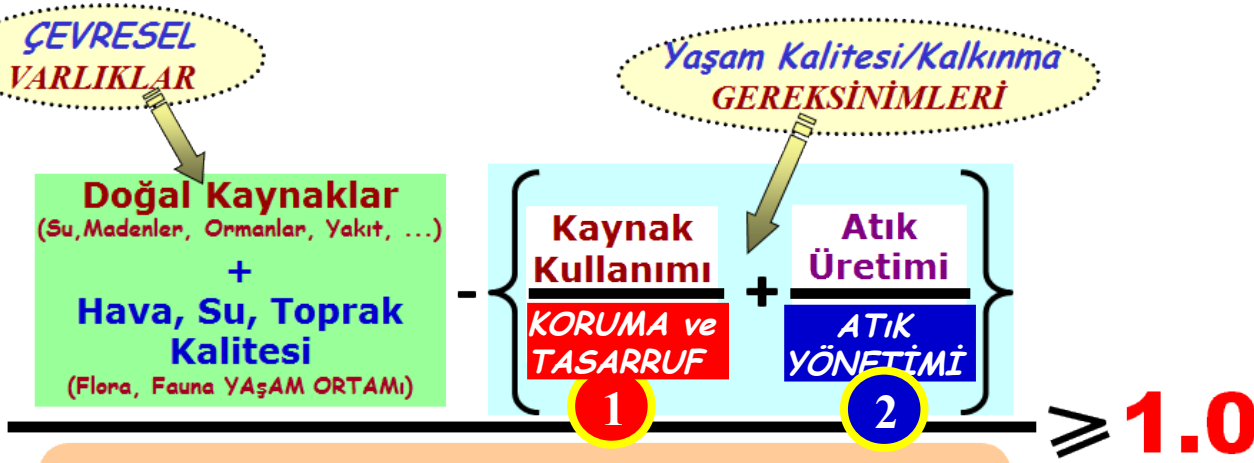 ÇEVRESEL
VARLIKLAR
Yaşam Kalitesi/Kalkınma
GEREKSİNİMLERİ
Doğal Kaynaklar
(Su,Madenler, Ormanlar, Yakıt, ...)
+
Hava, Su, Toprak
Kalitesi
(Flora, Fauna YAşAM ORTAMı)
-
{
Kaynak
Kullanımı
KORUMA ve
TASARRUF
1
+
Atık
Üretimi
ATıK
YÖNETİMİ
2
}
⩾1.0